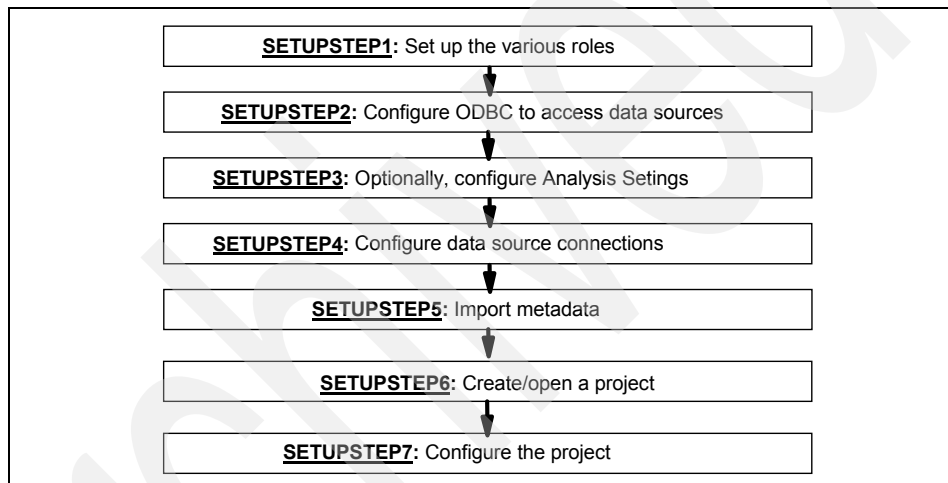 SETUPSTEP1: Set up the various roles
SETUPSTEP2: Configure ODBC to access data sources
SETUPSTEP3: Optionally, configure Analysis Setings
SETUPSTEP4: Configure data source connections
SETUPSTEP5: Import metadata
SETUPSTEP6: Create/open a project
SETUPSTEP7: Configure the project